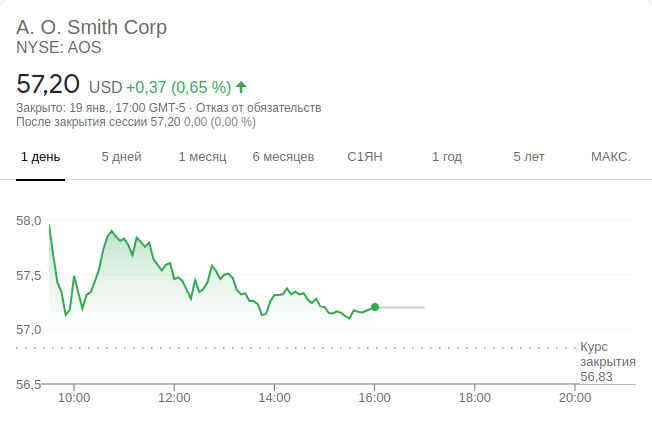 A. O. Smith Corp
NYSE: AOS
57,20 USD +0,37 (0,65 %)
Закрыто: 19 янв., 17:00 GMT-5 · Отказ от обязательств
После закрытия сессии 57,20 0,00 (0,00 %)
1 день 5 дней 1 месяц 6 месяцев С1ЯН 1 год 5 лет МАКС.
58,0
57,5
57,0
Курс
закрытия
56,83
56,5
10:00 12:00 14:00 16:00 18:00 20:00